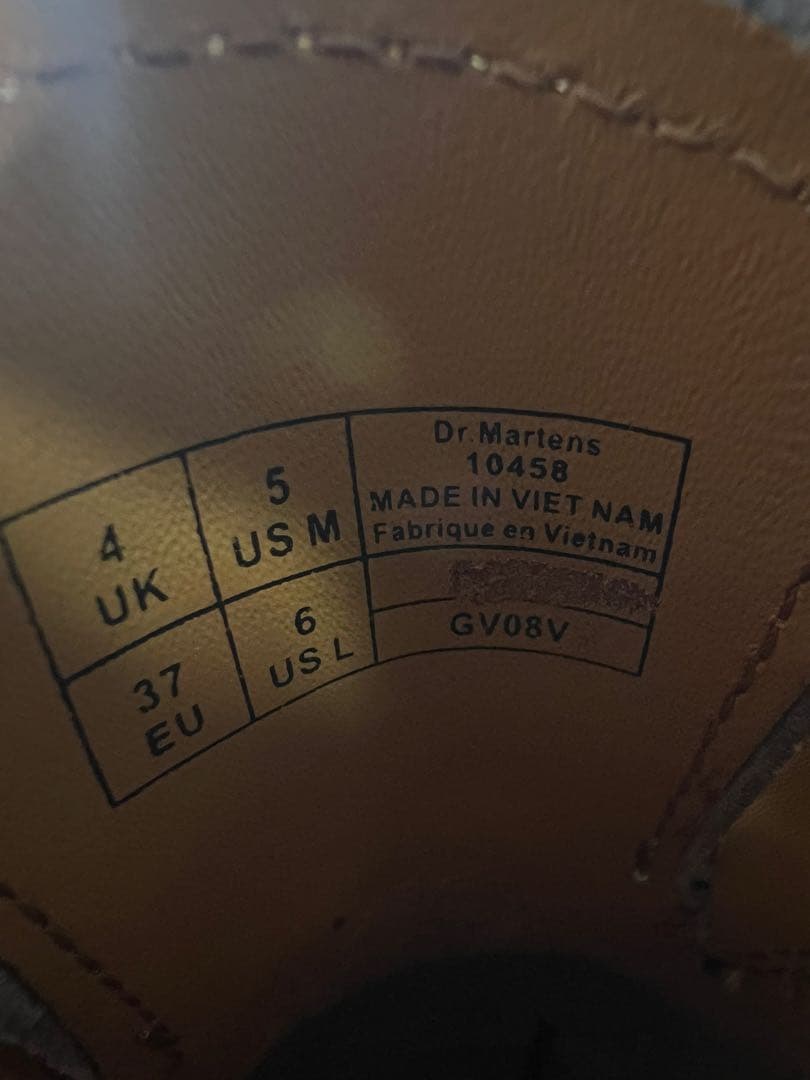 4
UK
5
US M
37
EU
6
US L
Dr. Martens
10458
MADE IN VIET NAM
Fabrique en Vietnam
GV08V